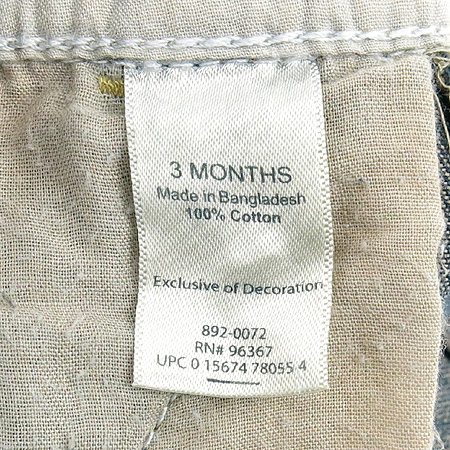 3 MONTHS
Made in Bangladesh
100% Cotton
Exclusive of Decoration
892-0072
RN# 96367
UPC 0 15674 78055 4